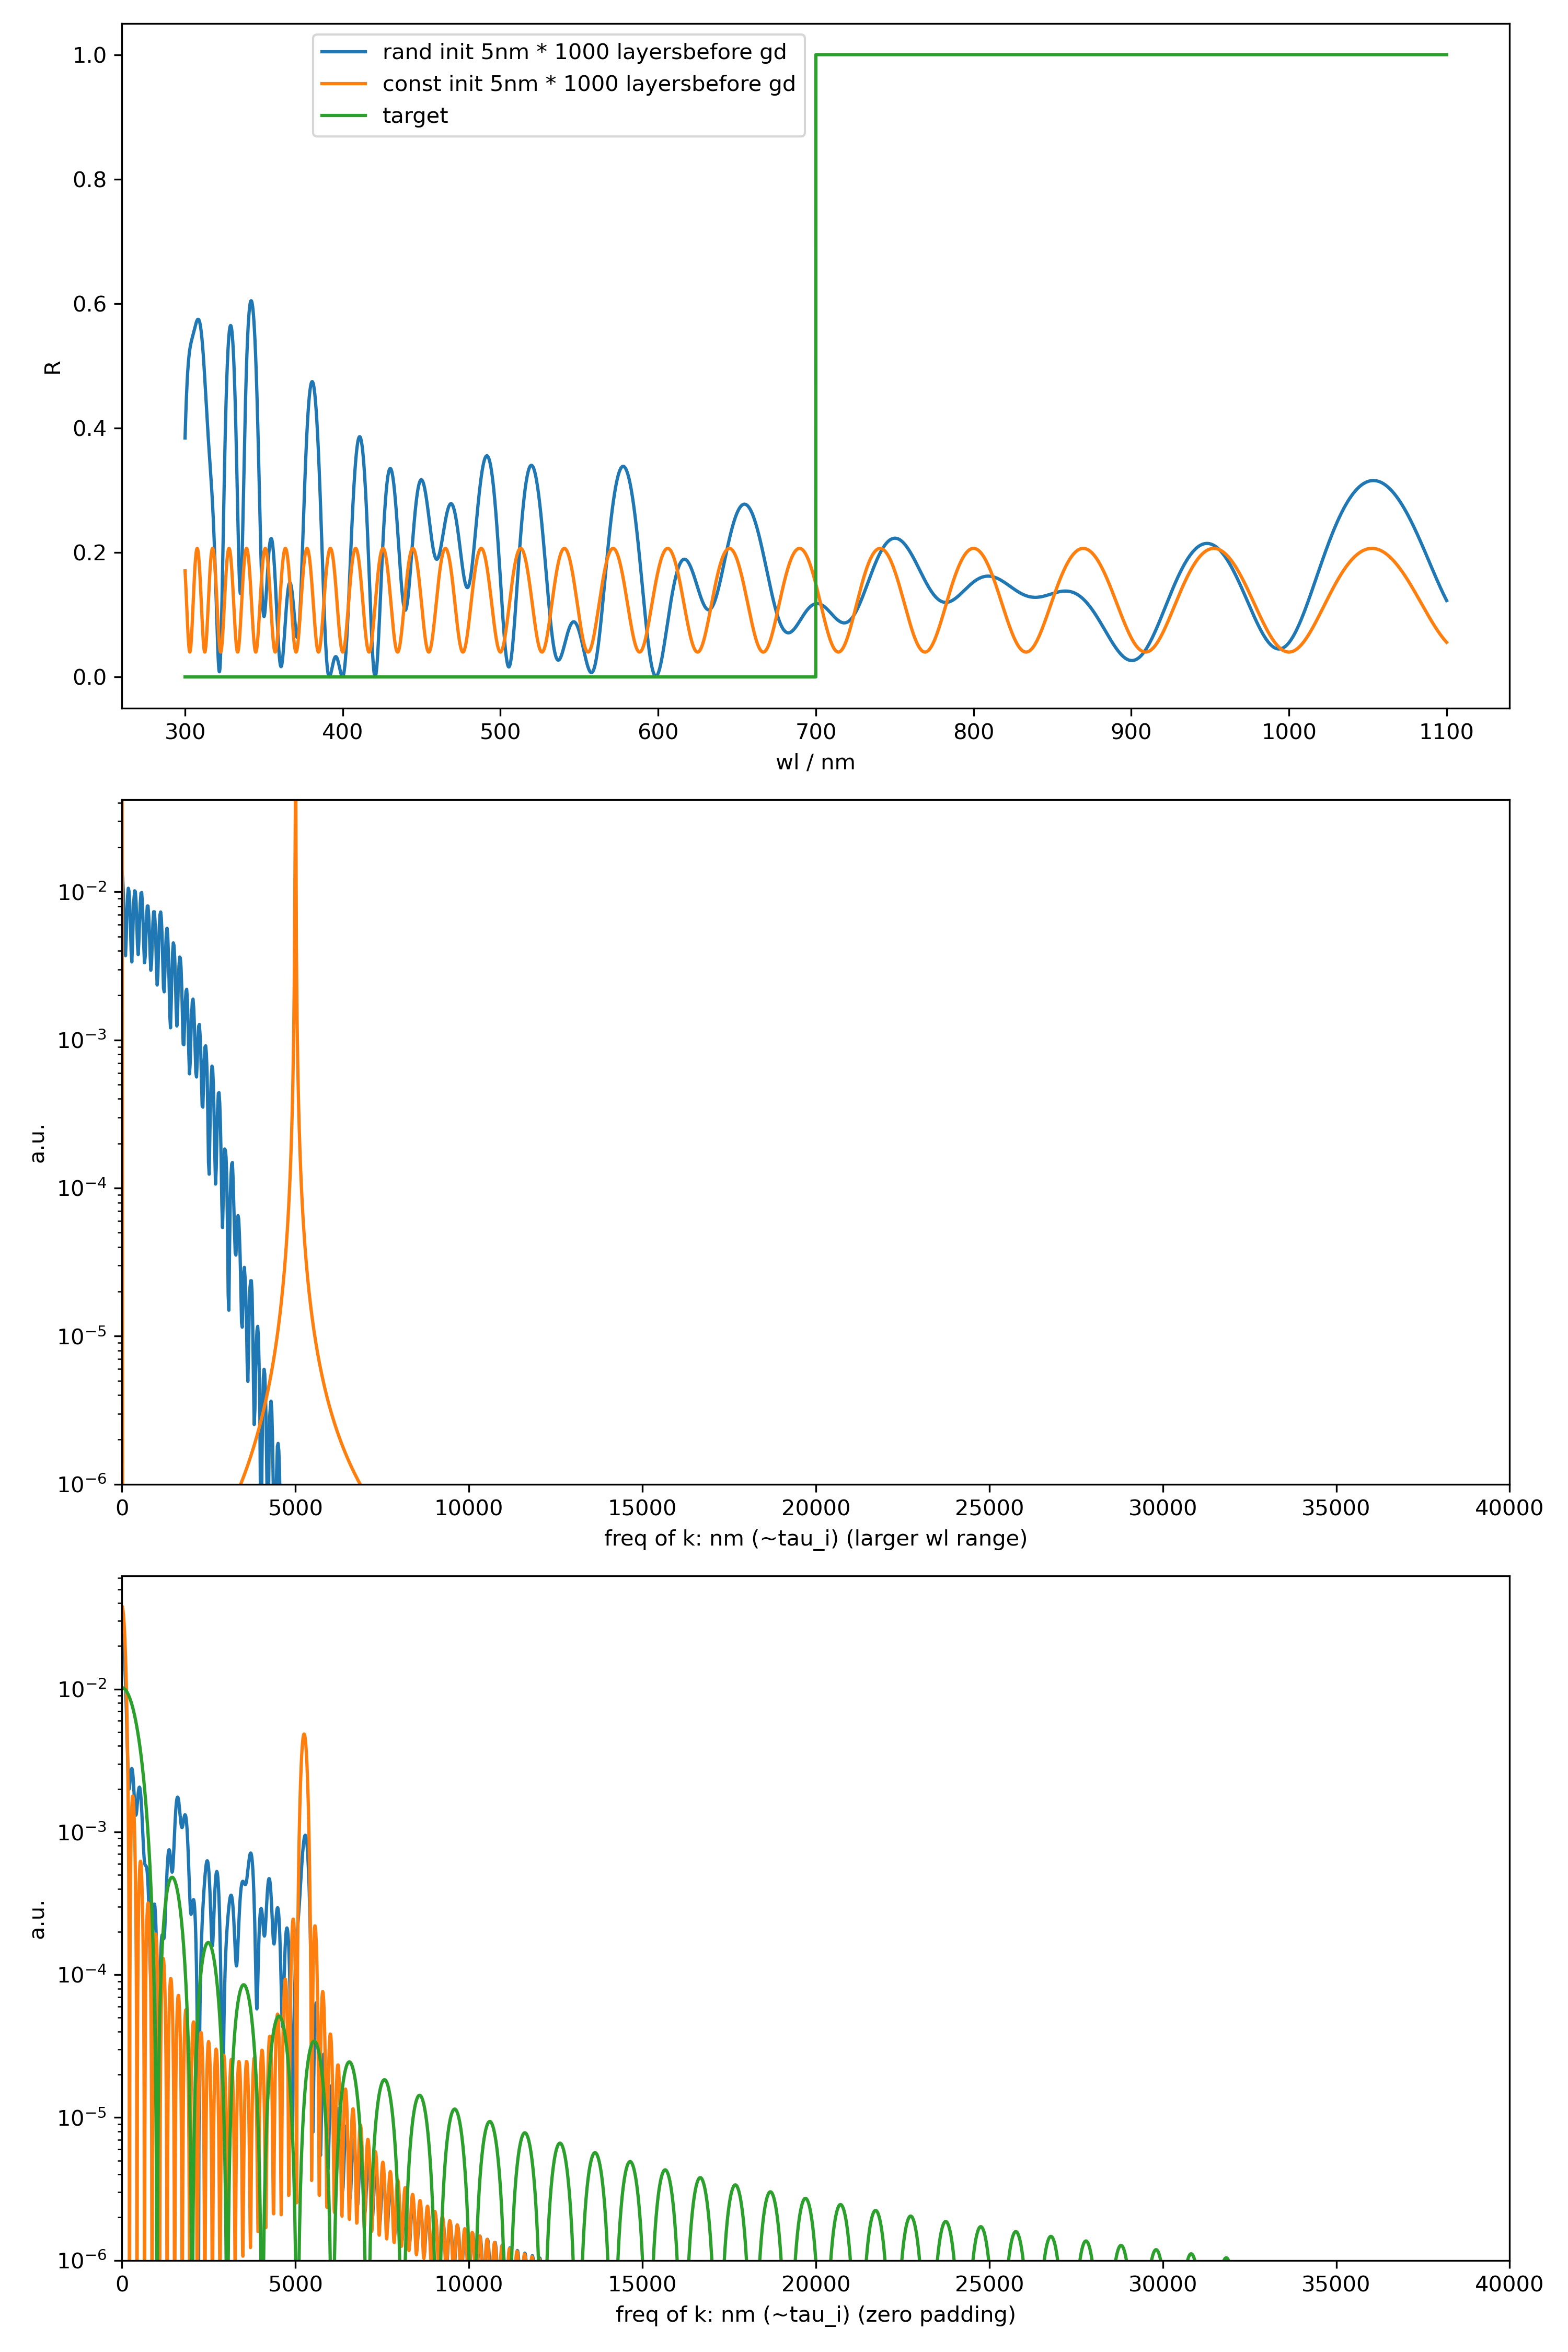 1.0
0.8
0.6
0.4
0.2
0.0
R
rand init 5nm * 1000 layersbefore gd
const init 5nm * 1000 layersbefore gd
target
300 400 500 600 700 800 900 1000 1100
wl / nm
10⁻²
10⁻³
10⁻⁴
10⁻⁵
10⁻⁶
a.u.
0 5000 10000 15000 20000 25000 30000 35000 40000
freq of k: nm (~tau_i) (larger wl range)
10⁻²
10⁻³
10⁻⁴
10⁻⁵
10⁻⁶
a.u.
0 5000 10000 15000 20000 25000 30000 35000 40000
freq of k: nm (~tau_i) (zero padding)